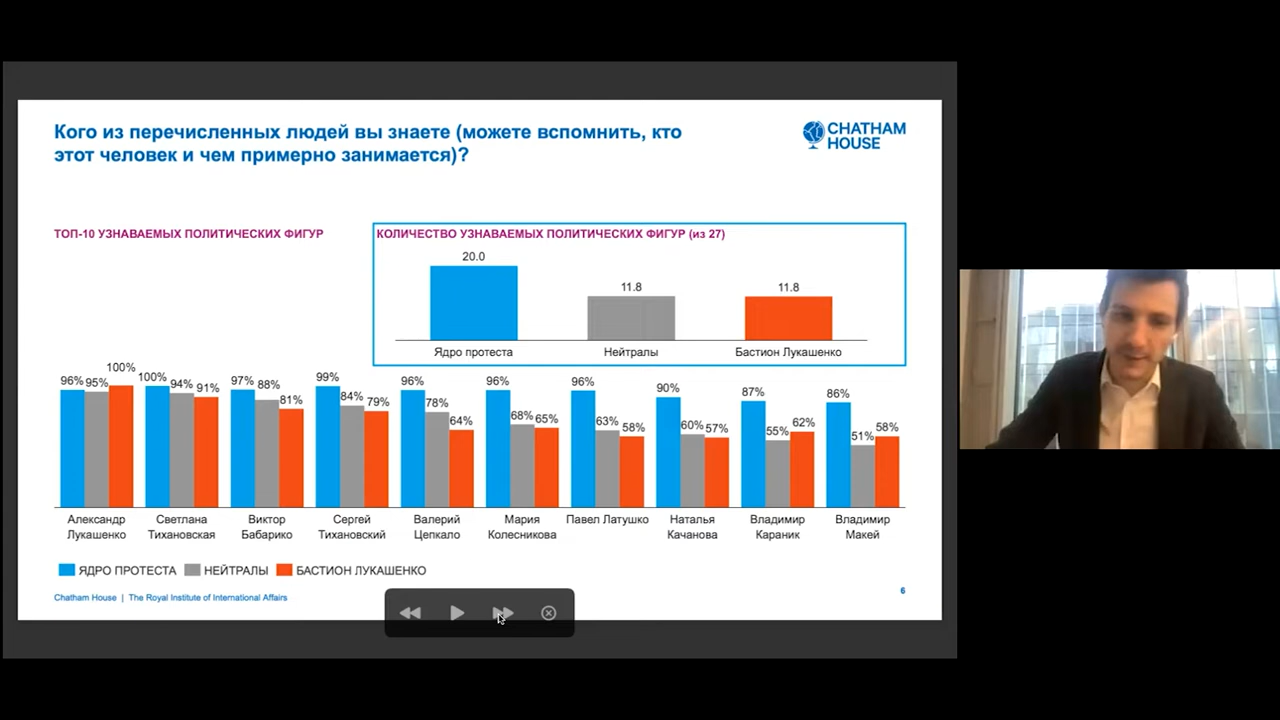 Кого из перечисленных людей вы знаете (можете вспомнить, кто
этот человек и чем примерно занимается)?
CHATHAM
HOUSE
ТОП-10 УЗНАВАЕМЫХ ПОЛИТИЧЕСКИХ ФИГУР
КОЛИЧЕСТВО УЗНАВАЕМЫХ ПОЛИТИЧЕСКИХ ФИГУР (из 27)
20.0
11.8
11.8
Ядро протеста
Нейтралы
Бастион Лукашенко
96% 95% 100%
100% 94% 91%
97% 88% 81%
99% 84% 79%
96% 78% 64%
96% 68% 65%
96% 63% 58%
90% 60% 57%
87% 55% 62%
86% 51% 58%
Александр
Лукашенко
Светлана
Тихановская
Виктор
Бабарико
Сергей
Тихановский
Валерий
Цепкало
Мария
Колесникова
Павел Латушко
Наталья
Качанова
Владимир
Караник
Владимир
Макей
ЯДРО ПРОТЕСТА НЕЙТРАЛЫ БАСТИОН ЛУКАШЕНКО
Chatham House | The Royal Institute of International Affairs
6